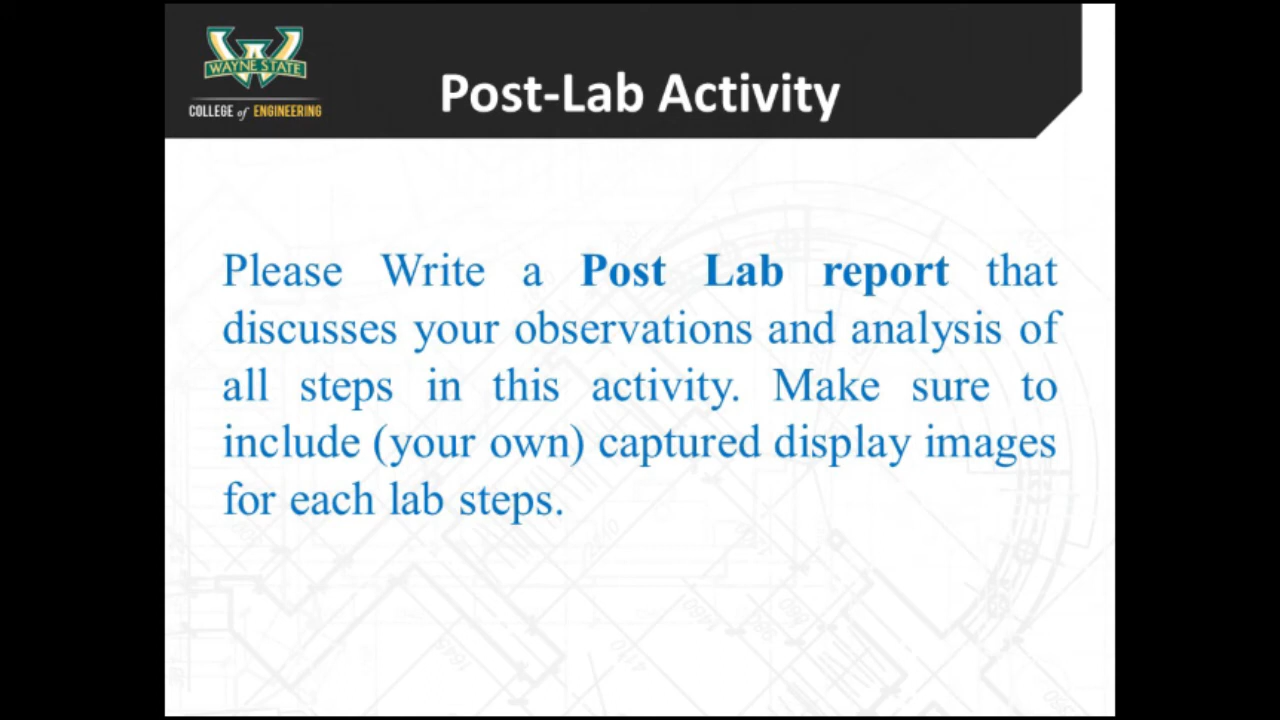 WAYNE STATE
COLLEGE of ENGINEERING
Post-Lab Activity
Please Write a Post Lab report that
discusses your observations and analysis of
all steps in this activity. Make sure to
include (your own) captured display images
for each lab steps.